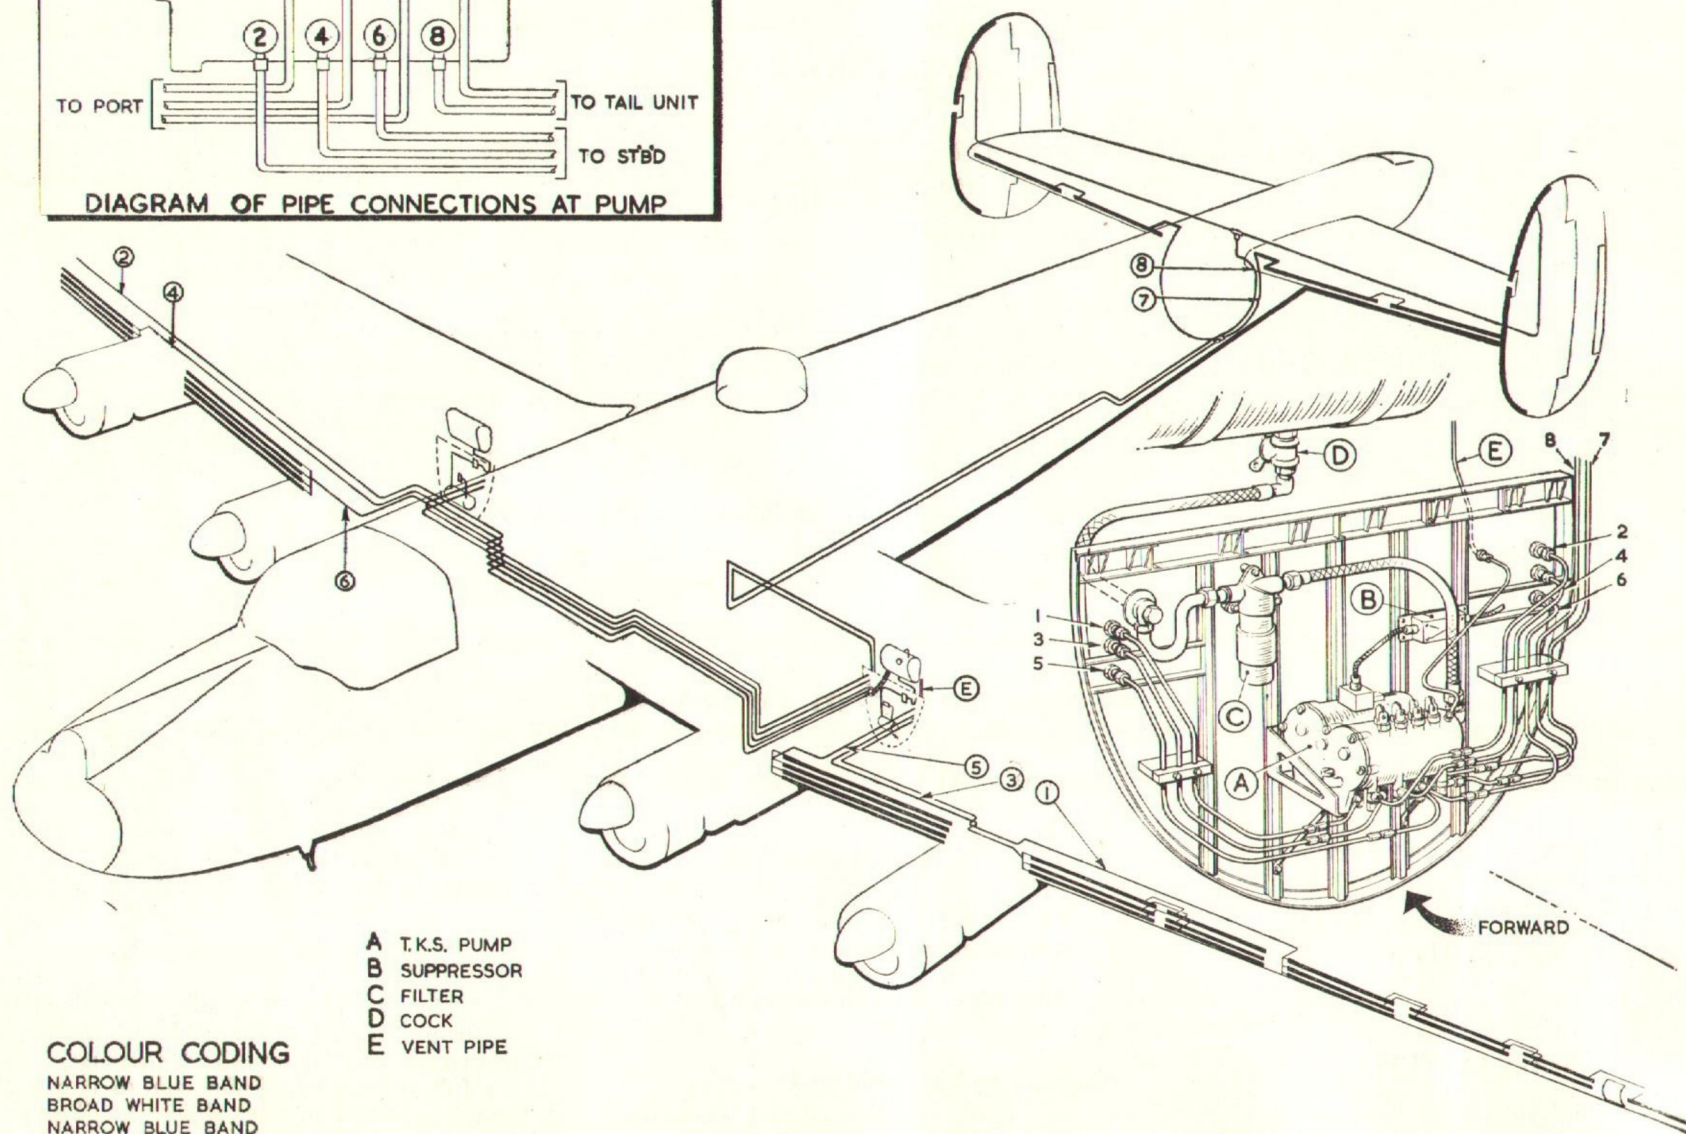 2 4 6 8
TO PORT
TO TAIL UNIT
TO ST'B'D
DIAGRAM OF PIPE CONNECTIONS AT PUMP
2
4
6
8
7
E
5
3
1
D
E
8 7
2
4
6
B
1
3
5
C
A
FORWARD
A T.K.S. PUMP
B SUPPRESSOR
C FILTER
D COCK
E VENT PIPE
COLOUR CODING
NARROW BLUE BAND
BROAD WHITE BAND
NARROW BLUE BAND